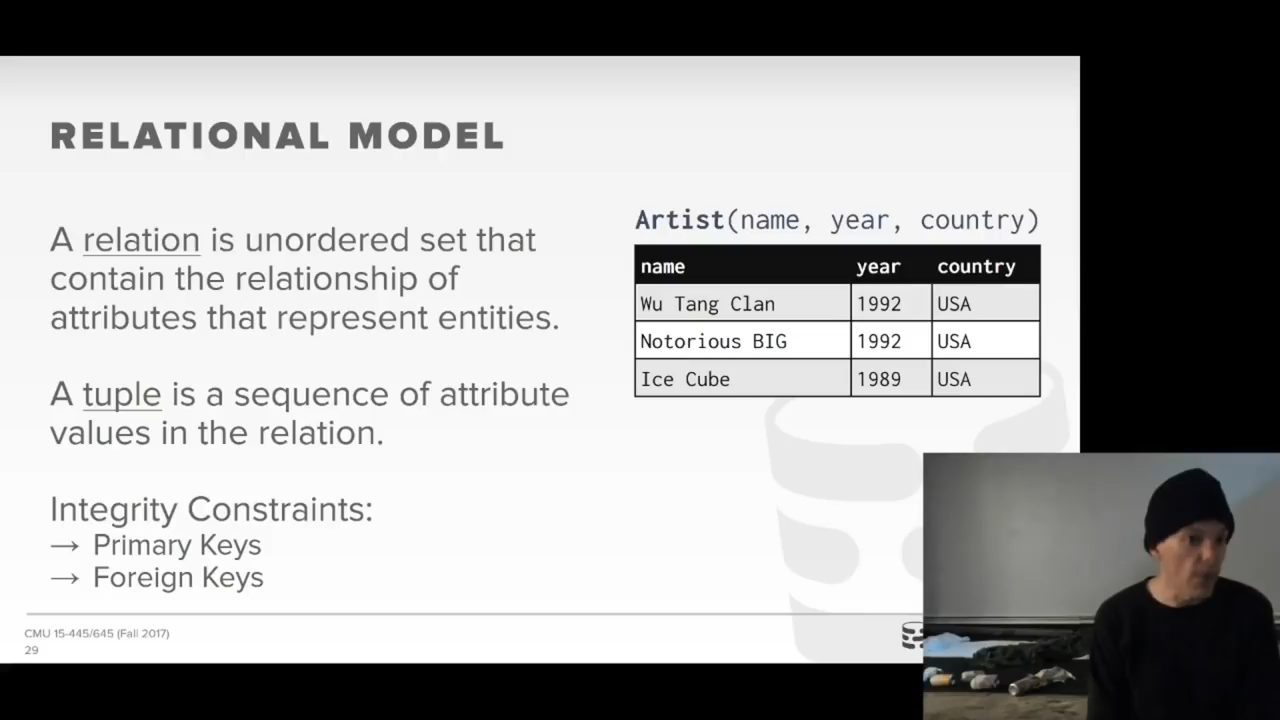 RELATIONAL MODEL
A relation is unordered set that
contain the relationship of
attributes that represent entities.
A tuple is a sequence of attribute
values in the relation.
Integrity Constraints:
→ Primary Keys
→ Foreign Keys
Artist(name, year, country)
name year country
Wu Tang Clan 1992 USA
Notorious BIG 1992 USA
Ice Cube 1989 USA
CMU 15-445/645 (Fall 2017)
29